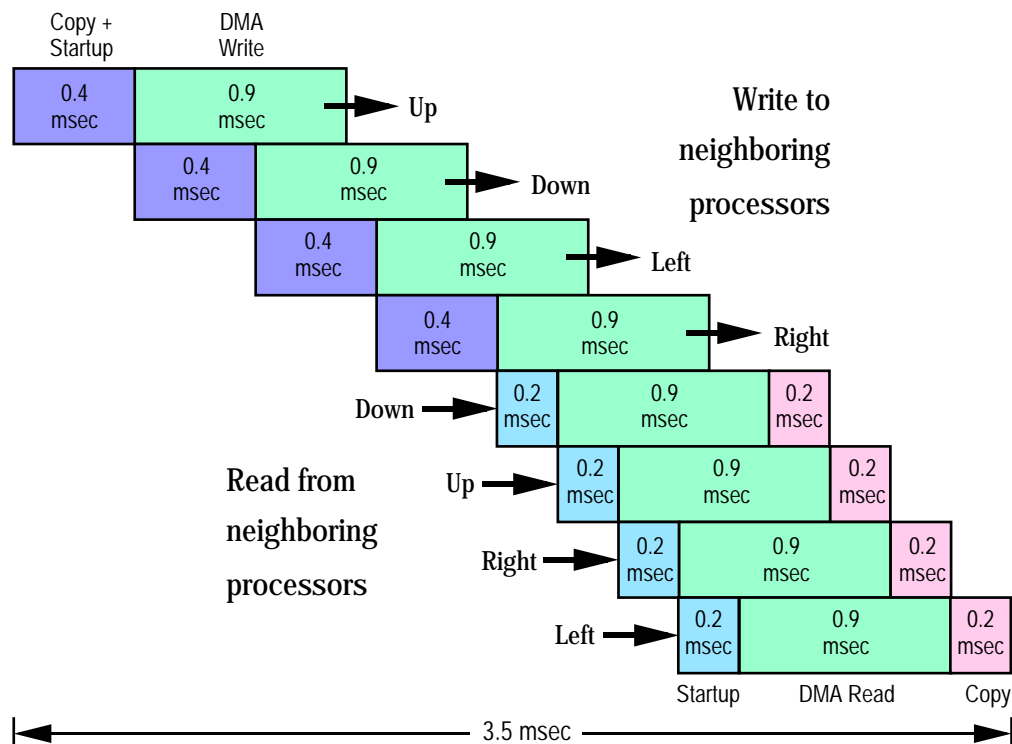 Copy +
Startup
DMA
Write
0.4
msec
0.9
msec
Up
Write to
neighboring
processors
0.4
msec
0.9
msec
Down
0.4
msec
0.9
msec
Left
0.4
msec
0.9
msec
Right
Down
0.2
msec
0.9
msec
0.2
msec
Read from
neighboring
processors
Up
0.2
msec
0.9
msec
0.2
msec
Right
0.2
msec
0.9
msec
0.2
msec
Left
0.2
msec
0.9
msec
0.2
msec
Startup
DMA Read
Copy
3.5 msec